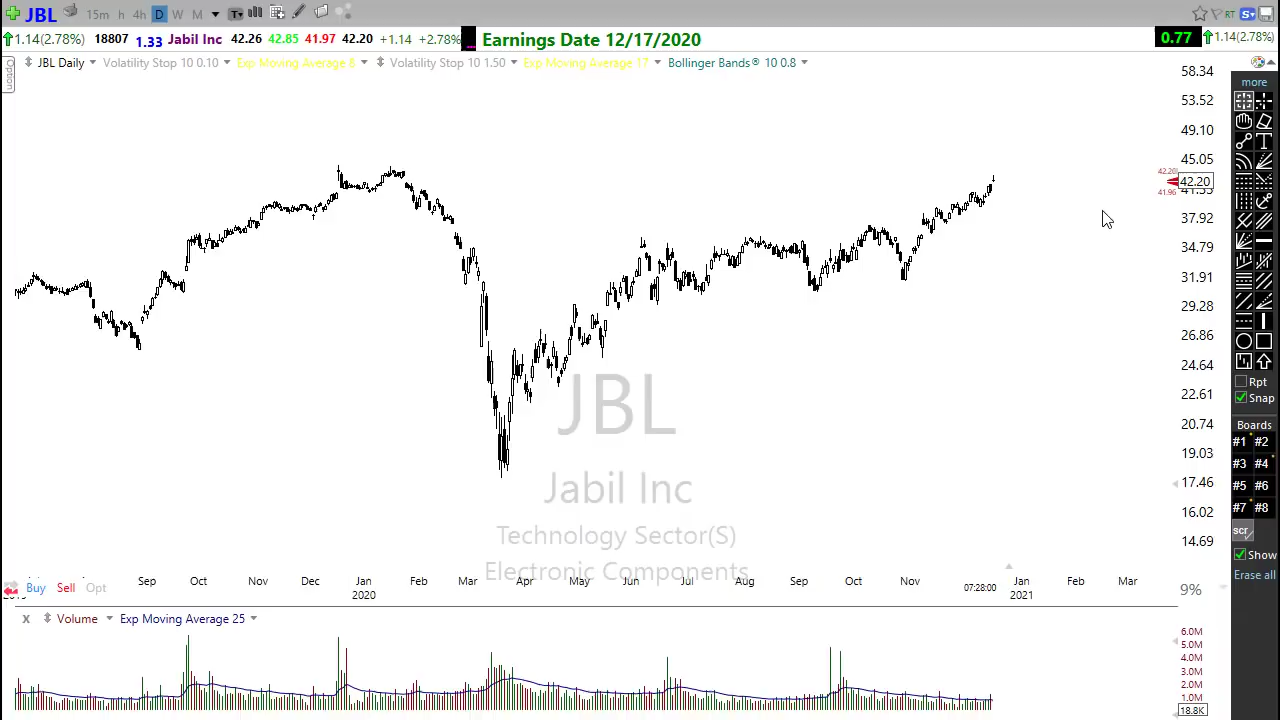 JBL 15m h 4h D W M T RT S
1.14(2.78%) 18807 1.33 Jabil Inc 42.26 42.85 41.97 42.20 +1.14 +2.78% Earnings Date 12/17/2020 0.77 1.14(2.78%)
Option
JBL Daily Volatility Stop 10 0.10 Exp Moving Average 8 Volatility Stop 10 1.50 Exp Moving Average 17 Bollinger Bands® 10 0.8
58.34
53.52
49.10
45.05
42.20
42.20
41.96
37.92
34.79
31.91
29.28
26.86
24.64
22.61
20.74
19.03
17.46
16.02
14.69
JBL
Jabil Inc
Technology Sector(S)
Electronic Components
Sep Oct Nov Dec Jan Feb Mar Apr May Jun Jul Aug Sep Oct Nov Jan Feb Mar
2020 07:28:00 2021
Buy Sell Opt 9%
X Volume Exp Moving Average 25
6.0M
5.0M
4.0M
3.0M
2.0M
1.0M
18.8K
more
T
Rpt
Snap
Boards
#1 #2
#3 #4
#5 #6
#7 #8
scr
Show
Erase all